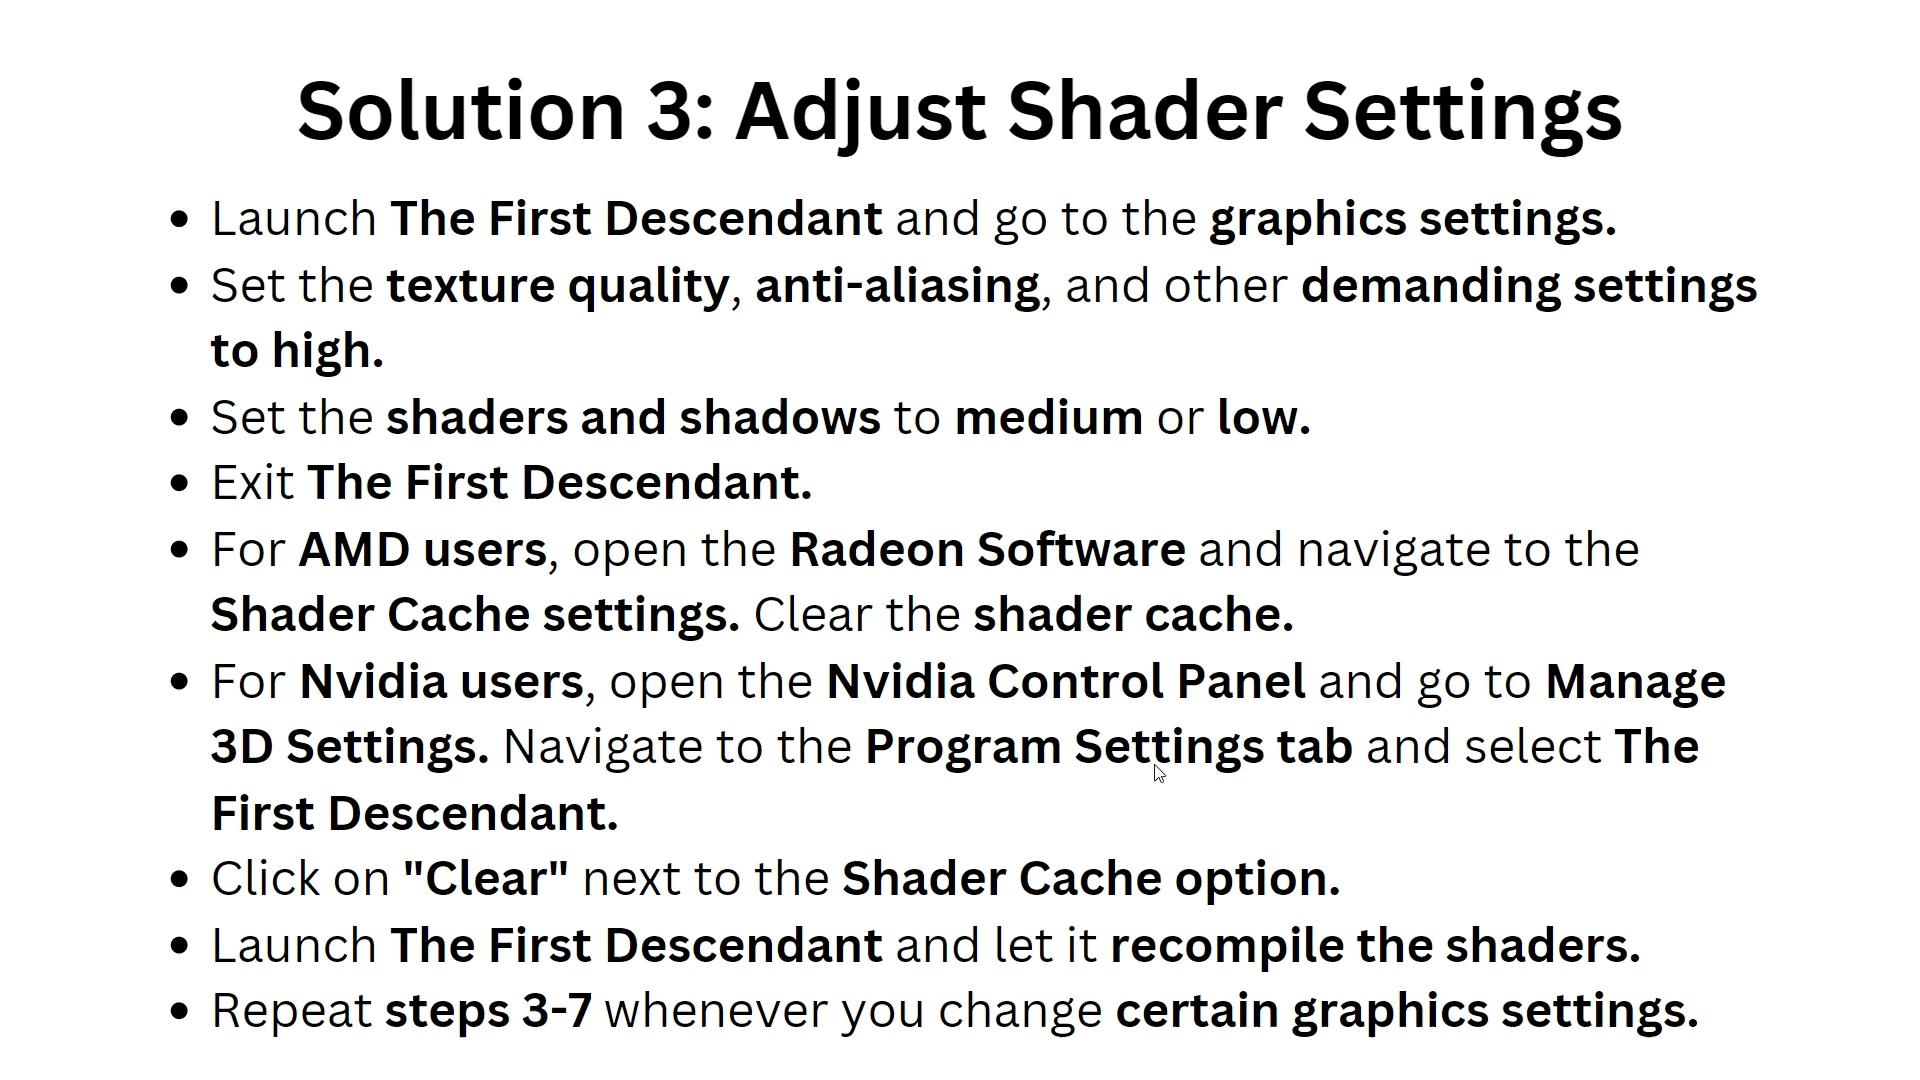 Solution 3: Adjust Shader Settings
• Launch The First Descendant and go to the graphics settings.
• Set the texture quality, anti-aliasing, and other demanding settings
to high.
• Set the shaders and shadows to medium or low.
• Exit The First Descendant.
• For AMD users, open the Radeon Software and navigate to the
Shader Cache settings. Clear the shader cache.
• For Nvidia users, open the Nvidia Control Panel and go to Manage
3D Settings. Navigate to the Program Settings tab and select The
First Descendant.
• Click on "Clear" next to the Shader Cache option.
• Launch The First Descendant and let it recompile the shaders.
• Repeat steps 3-7 whenever you change certain graphics settings.